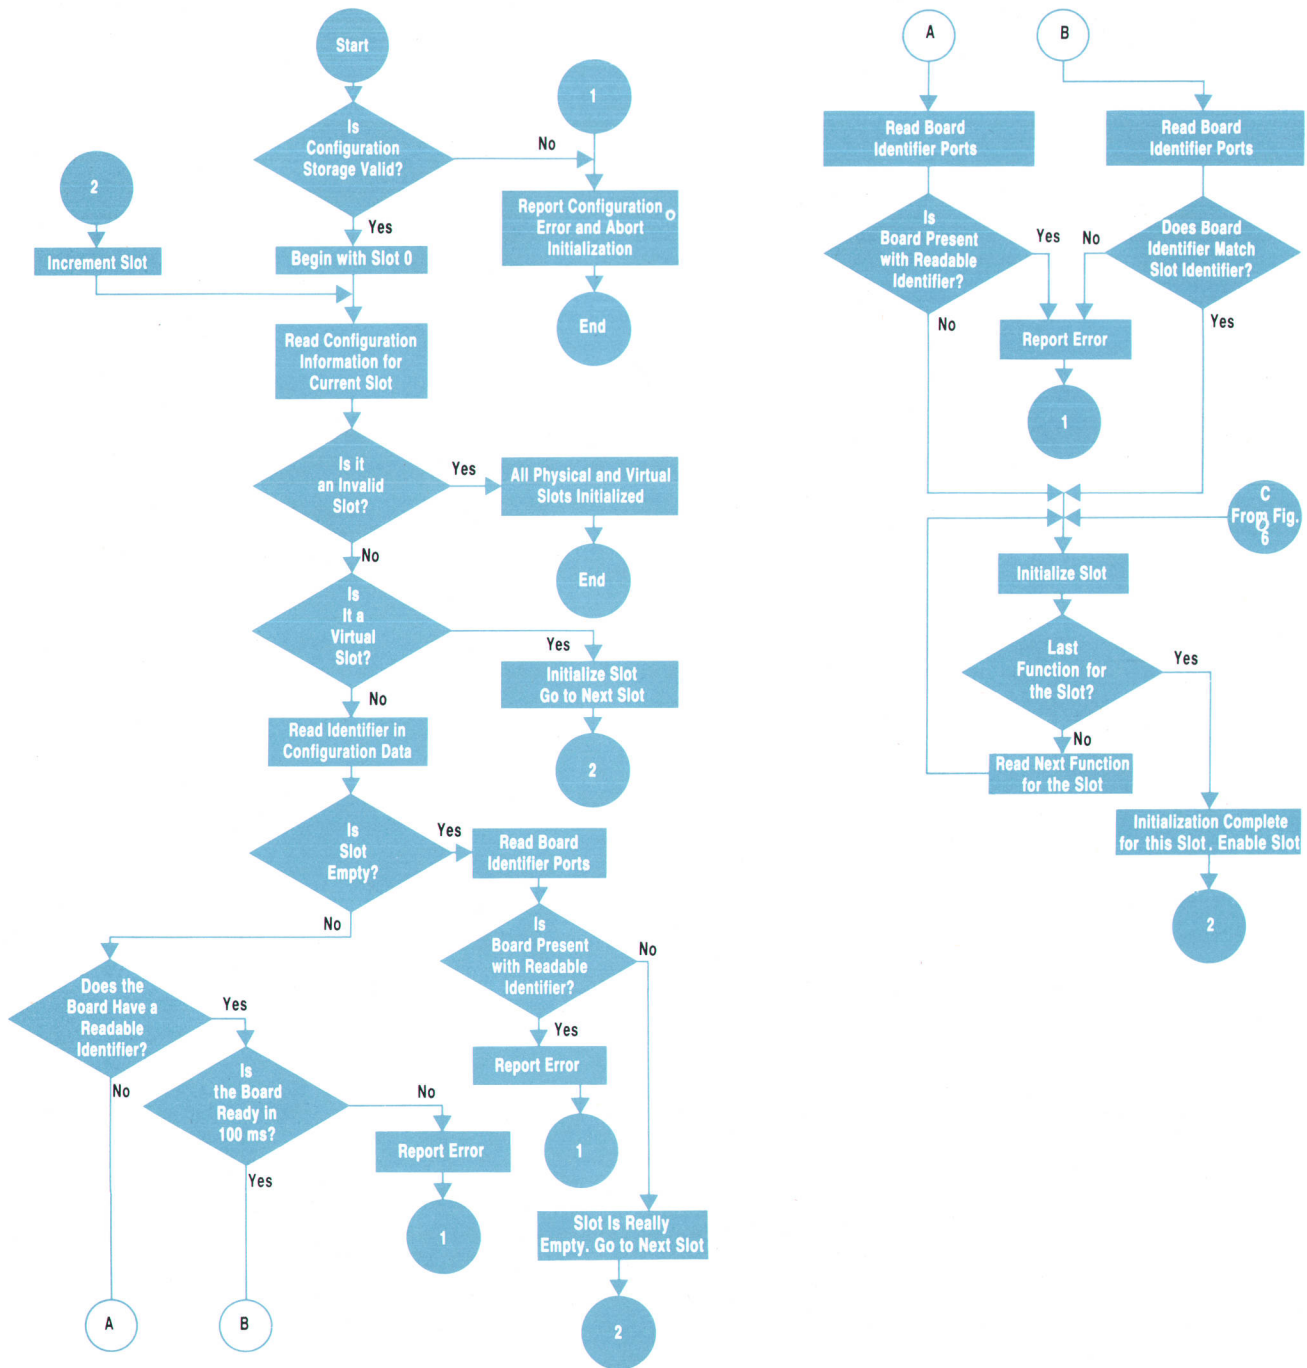 Start
Is
Configuration
Storage Valid?
No
Yes
1
Report Configuration
Error and Abort
Initialization
End
2
Increment Slot
Begin with Slot 0
Read Configuration
Information for
Current Slot
Is it
an Invalid
Slot?
Yes
No
All Physical and Virtual
Slots Initialized
End
Is
It a
Virtual
Slot?
Yes
No
Initialize Slot
Go to Next Slot
2
Read Identifier in
Configuration Data
Is
Slot
Empty?
Yes
No
Read Board
Identifier Ports
Is
Board Present
with Readable
Identifier?
No
Yes
Report Error
1
Slot Is Really
Empty. Go to Next Slot
2
Does the
Board Have a
Readable
Identifier?
Yes
No
Is
the Board
Ready in
100 ms?
No
Yes
Report Error
1
A
B
A
B
Read Board
Identifier Ports
Read Board
Identifier Ports
Is
Board Present
with Readable
Identifier?
Yes
No
Does Board
Identifier Match
Slot Identifier?
No
Yes
Report Error
1
C
From Fig.
6
Initialize Slot
Last
Function for
the Slot?
Yes
No
Read Next Function
for the Slot
Initialization Complete
for this Slot. Enable Slot
2